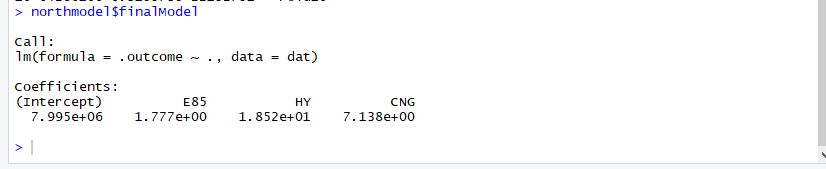 > northmodel$finalModel
Call:
lm(formula = .outcome ~ ., data = dat)
Coefficients:
(Intercept)          E85           HY          CNG
  7.995e+06    1.777e+00    1.852e+01    7.138e+00
>